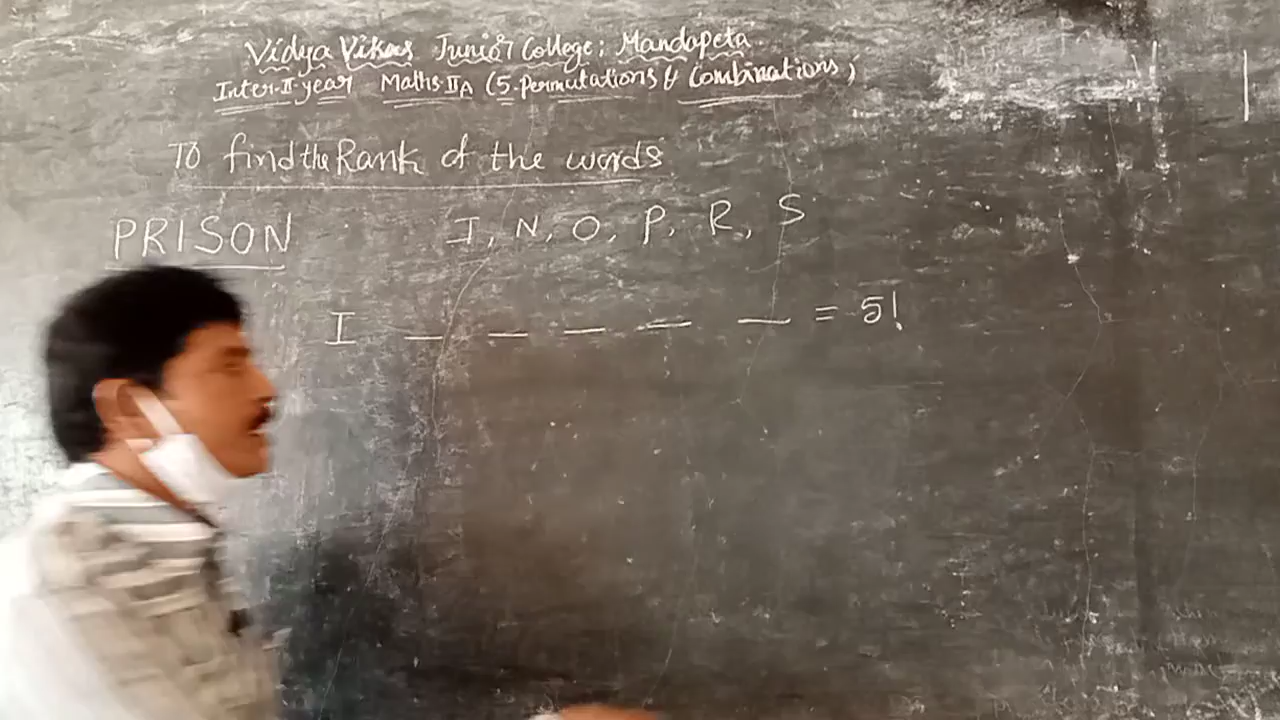 Vidya Vikas Junior College; Mandapeta
Inter-II-year Maths-IIA (5-Permutations & Combinations)
To find the Rank of the words
PRISON I, N, O, P, R, S
I _ _ _ _ _ = 5!